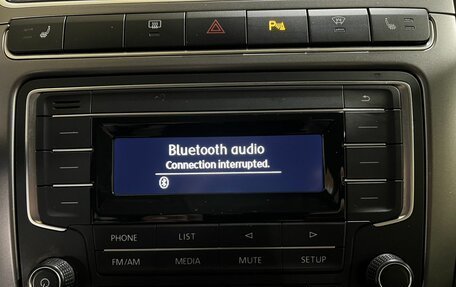 Bluetooth audio
Connection interrupted.
PHONE LIST
FM/AM MEDIA MUTE SETUP